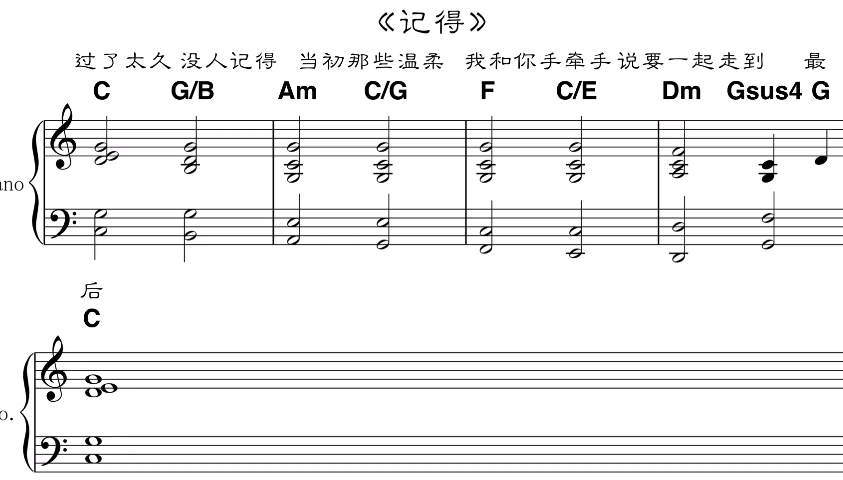 《记得》
过了太久 没人记得 当初那些温柔 我和你手牵手说要一起走到 最
C G/B Am C/G F C/E Dm Gsus4 G
ano
后
C
o.